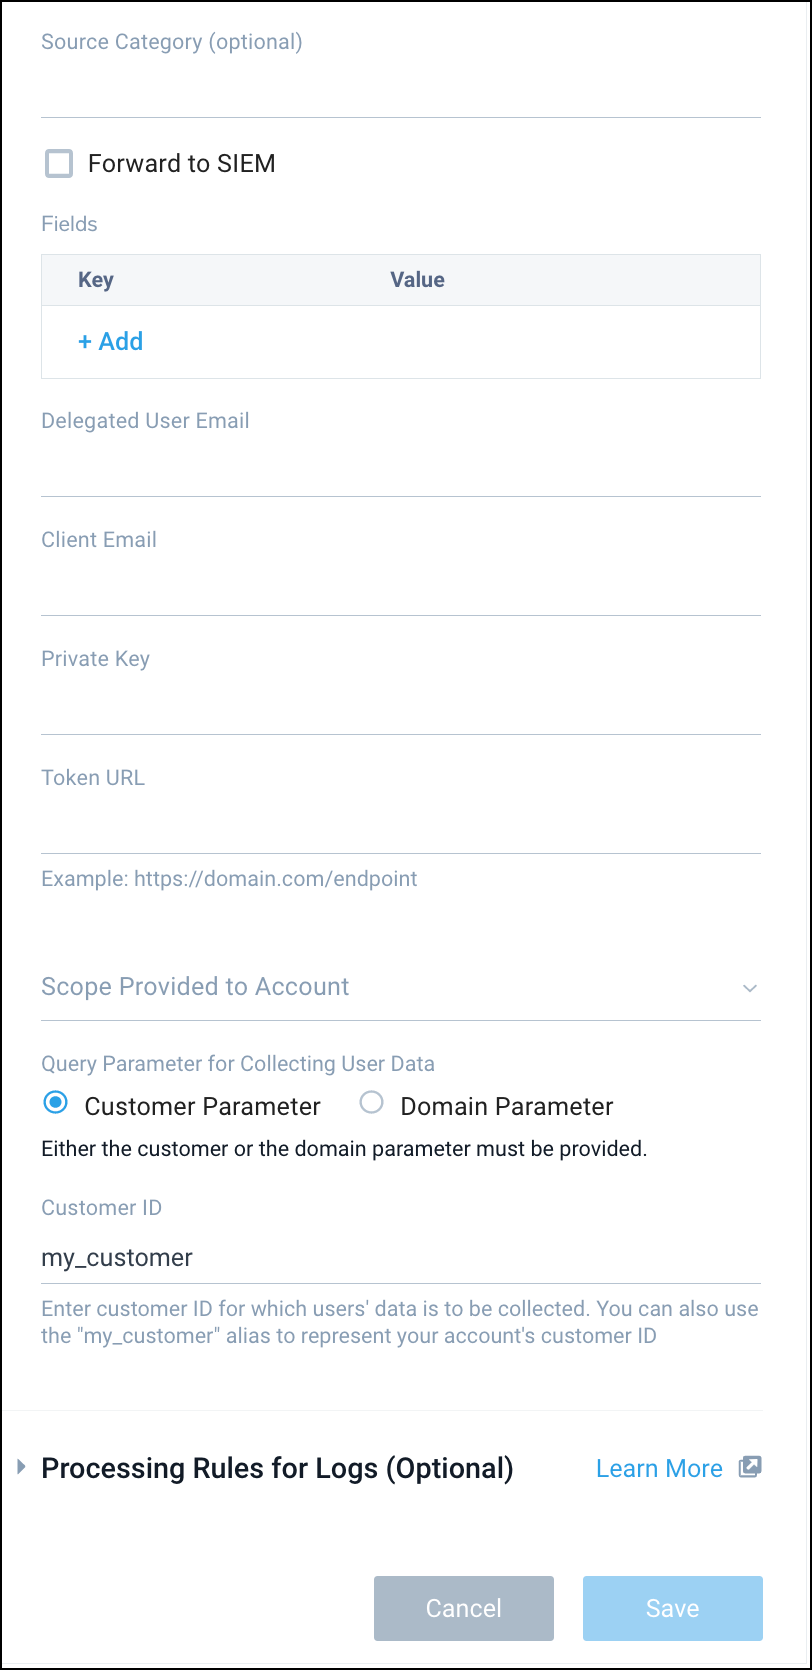 Source Category (optional)
Forward to SIEM
Fields
Key Value
+ Add
Delegated User Email
Client Email
Private Key
Token URL
Example: https://domain.com/endpoint
Scope Provided to Account
Query Parameter for Collecting User Data
Customer Parameter Domain Parameter
Either the customer or the domain parameter must be provided.
Customer ID
my_customer
Enter customer ID for which users' data is to be collected. You can also use
the "my_customer" alias to represent your account's customer ID
Processing Rules for Logs (Optional) Learn More
Cancel Save